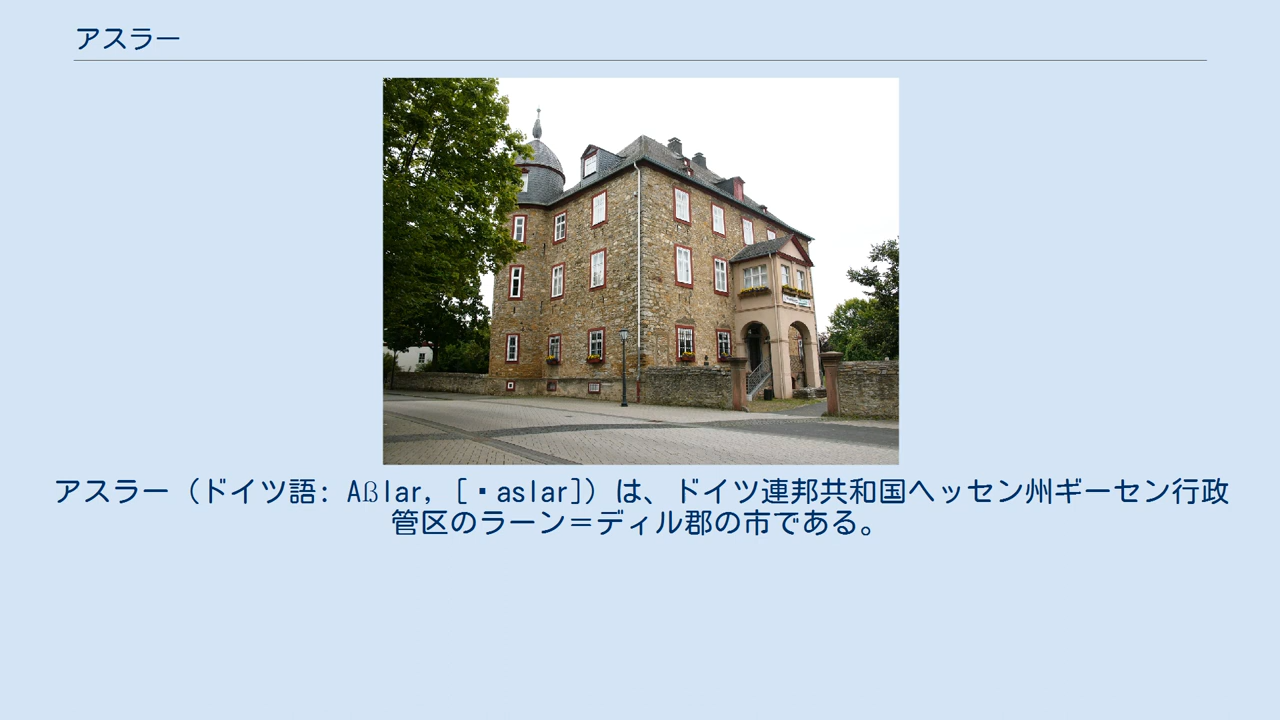 アスラー
アスラー（ドイツ語: Aßlar, [ˈaslar]）は、ドイツ連邦共和国ヘッセン州ギーセン行政
管区のラーン＝ディル郡の市である。